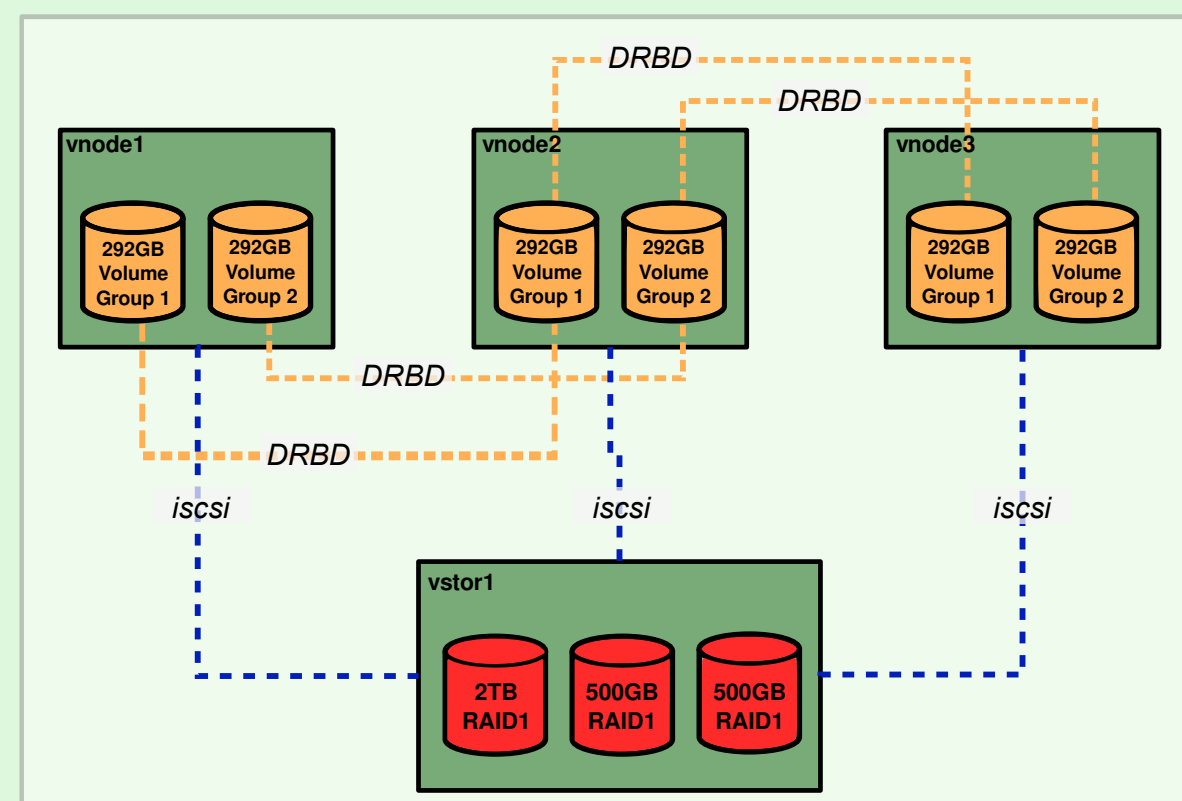 DRBD
DRBD
vnode1
vnode2
vnode3
292GB
Volume
Group 1
292GB
Volume
Group 2
292GB
Volume
Group 1
292GB
Volume
Group 2
292GB
Volume
Group 1
292GB
Volume
Group 2
DRBD
DRBD
iscsi
iscsi
iscsi
vstor1
2TB
RAID1
500GB
RAID1
500GB
RAID1